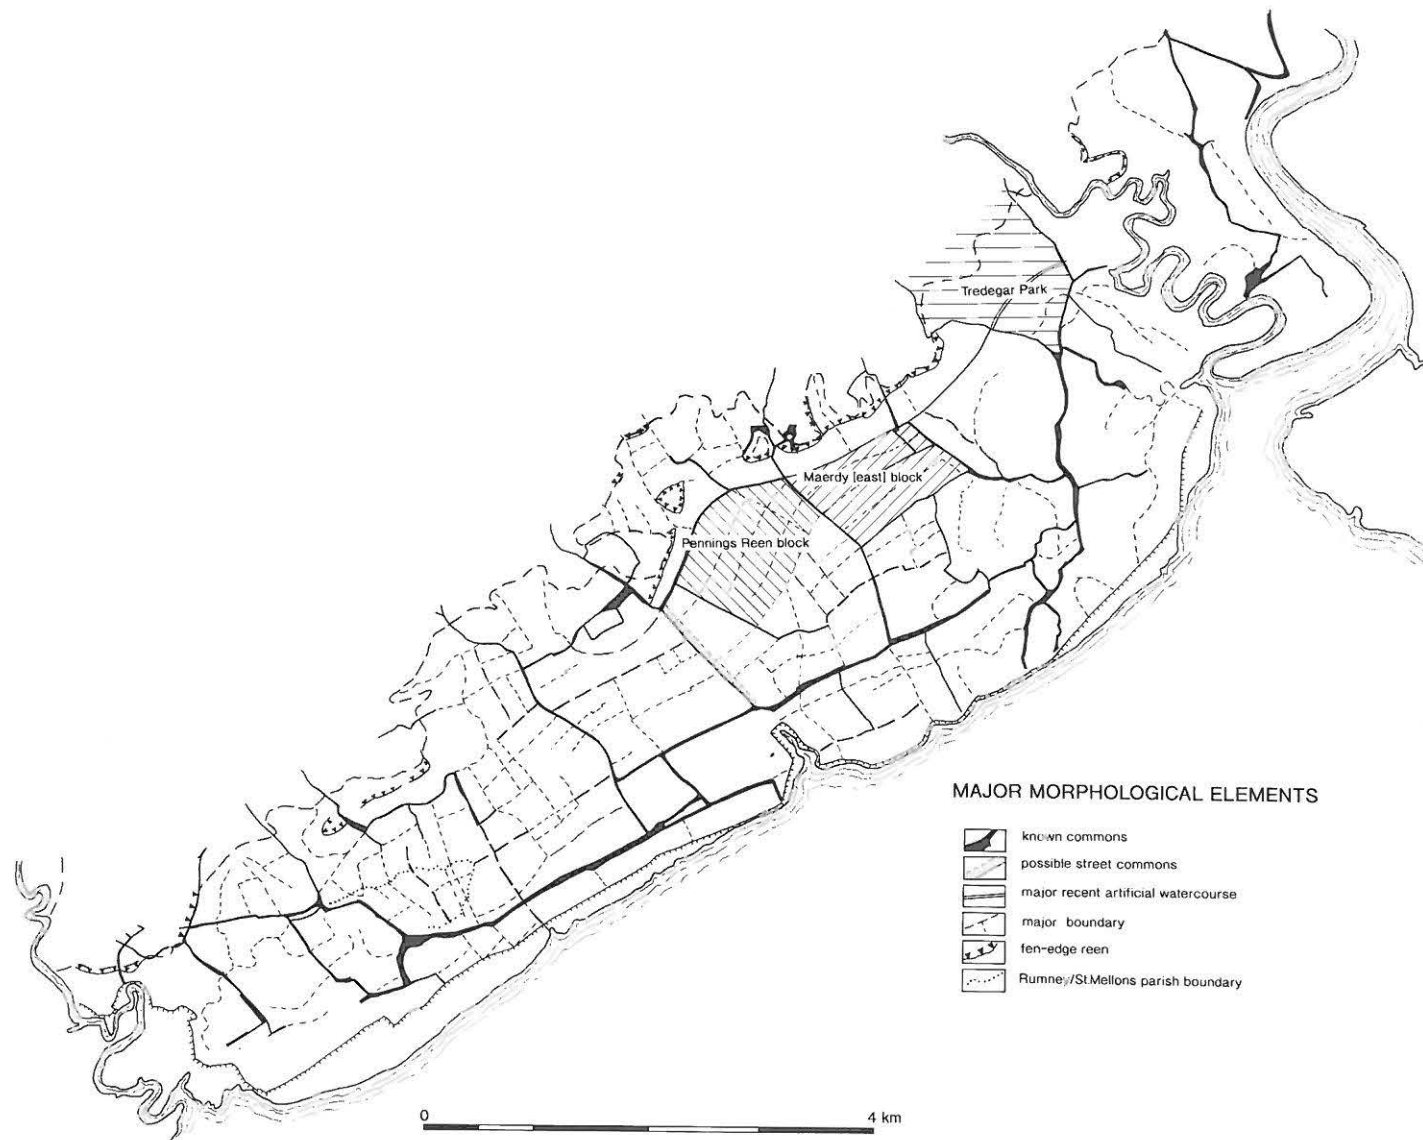 Tredegar Park
Maerdy [east] block
Pennings Reen block
MAJOR MORPHOLOGICAL ELEMENTS
known commons
possible street commons
major recent artificial watercourse
major boundary
fen-edge reen
Rumney/St.Mellons parish boundary
0
4 km